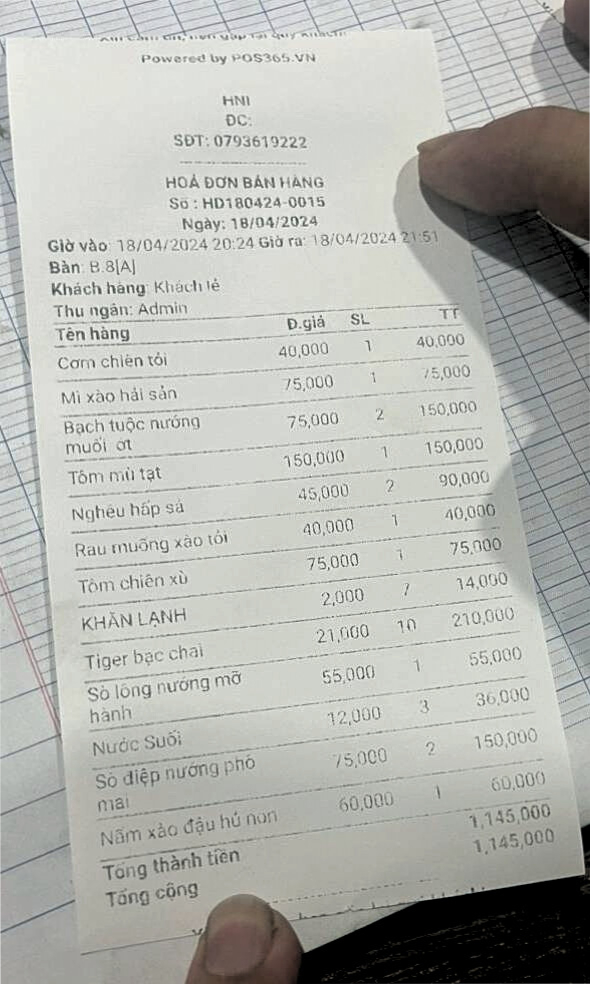 Powered by POS365.VN
HNI
ĐC:
SĐT: 0793619222
HOÁ ĐƠN BÁN HÀNG
Số : HD180424-0015
Ngày: 18/04/2024
Giờ vào: 18/04/2024 20:24 Giờ ra: 18/04/2024 21:51
Bàn: B.8[A]
Khách hàng: Khách lẻ
Thu ngân: Admin
Tên hàng Đ.giá SL TT
Cơm chiên tỏi 40,000 1 40,000
Mì xào hải sản 75,000 1 75,000
Bạch tuộc nướng 75,000 2 150,000
muối ớt
Tôm mù tạt 150,000 1 150,000
Nghêu hấp sả 45,000 2 90,000
Rau muống xào tỏi 40,000 1 40,000
Tôm chiên xù 75,000 1 75,000
KHĂN LẠNH 2,000 7 14,000
Tiger bạc chai 21,000 10 210,000
Sò lông nướng mỡ 55,000 1 55,000
hành
Nước Suối 12,000 3 36,000
Sò điệp nướng phô 75,000 2 150,000
mai
Nấm xào đậu hủ non 60,000 1 60,000
Tổng thành tiền 1,145,000
Tổng cộng 1,145,000